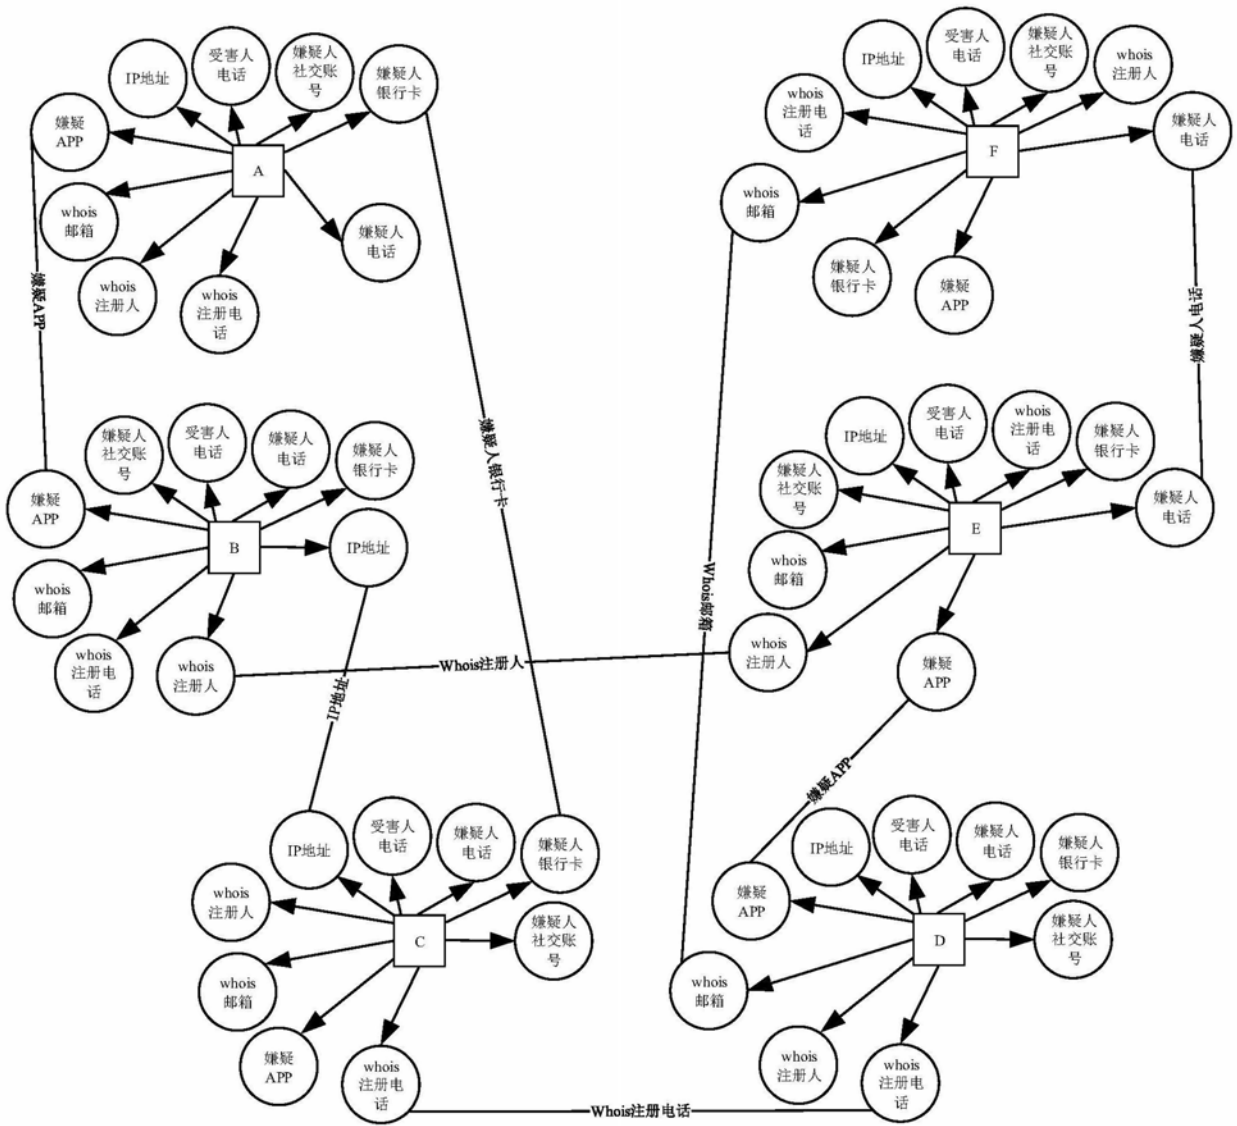 IP地址
受害人
电话
嫌疑人
社交账
号
嫌疑人
银行卡
嫌疑
APP
A
whois
邮箱
嫌疑人
电话
whois
注册人
whois
注册电
话
嫌疑APP
嫌疑人银行卡
嫌疑人
社交账
号
受害人
电话
嫌疑人
电话
嫌疑人
银行卡
嫌疑
APP
B
IP地址
whois
邮箱
whois
注册电
话
whois
注册人
Whois注册人
IP地址
IP地址
受害人
电话
嫌疑人
电话
嫌疑人
银行卡
whois
注册人
C
嫌疑人
社交账
号
whois
邮箱
嫌疑
APP
whois
注册电
话
Whois注册电话
IP地址
受害人
电话
嫌疑人
社交账
号
whois
注册人
whois
注册电
话
嫌疑人
电话
F
whois
邮箱
嫌疑人
银行卡
嫌疑
APP
嫌疑人电话
Whois邮箱
IP地址
受害人
电话
whois
注册电
话
嫌疑人
银行卡
嫌疑人
社交账
号
嫌疑人
电话
E
whois
邮箱
whois
注册人
嫌疑
APP
嫌疑APP
IP地址
受害人
电话
嫌疑人
电话
嫌疑人
银行卡
嫌疑
APP
D
嫌疑人
社交账
号
whois
邮箱
whois
注册人
whois
注册电
话